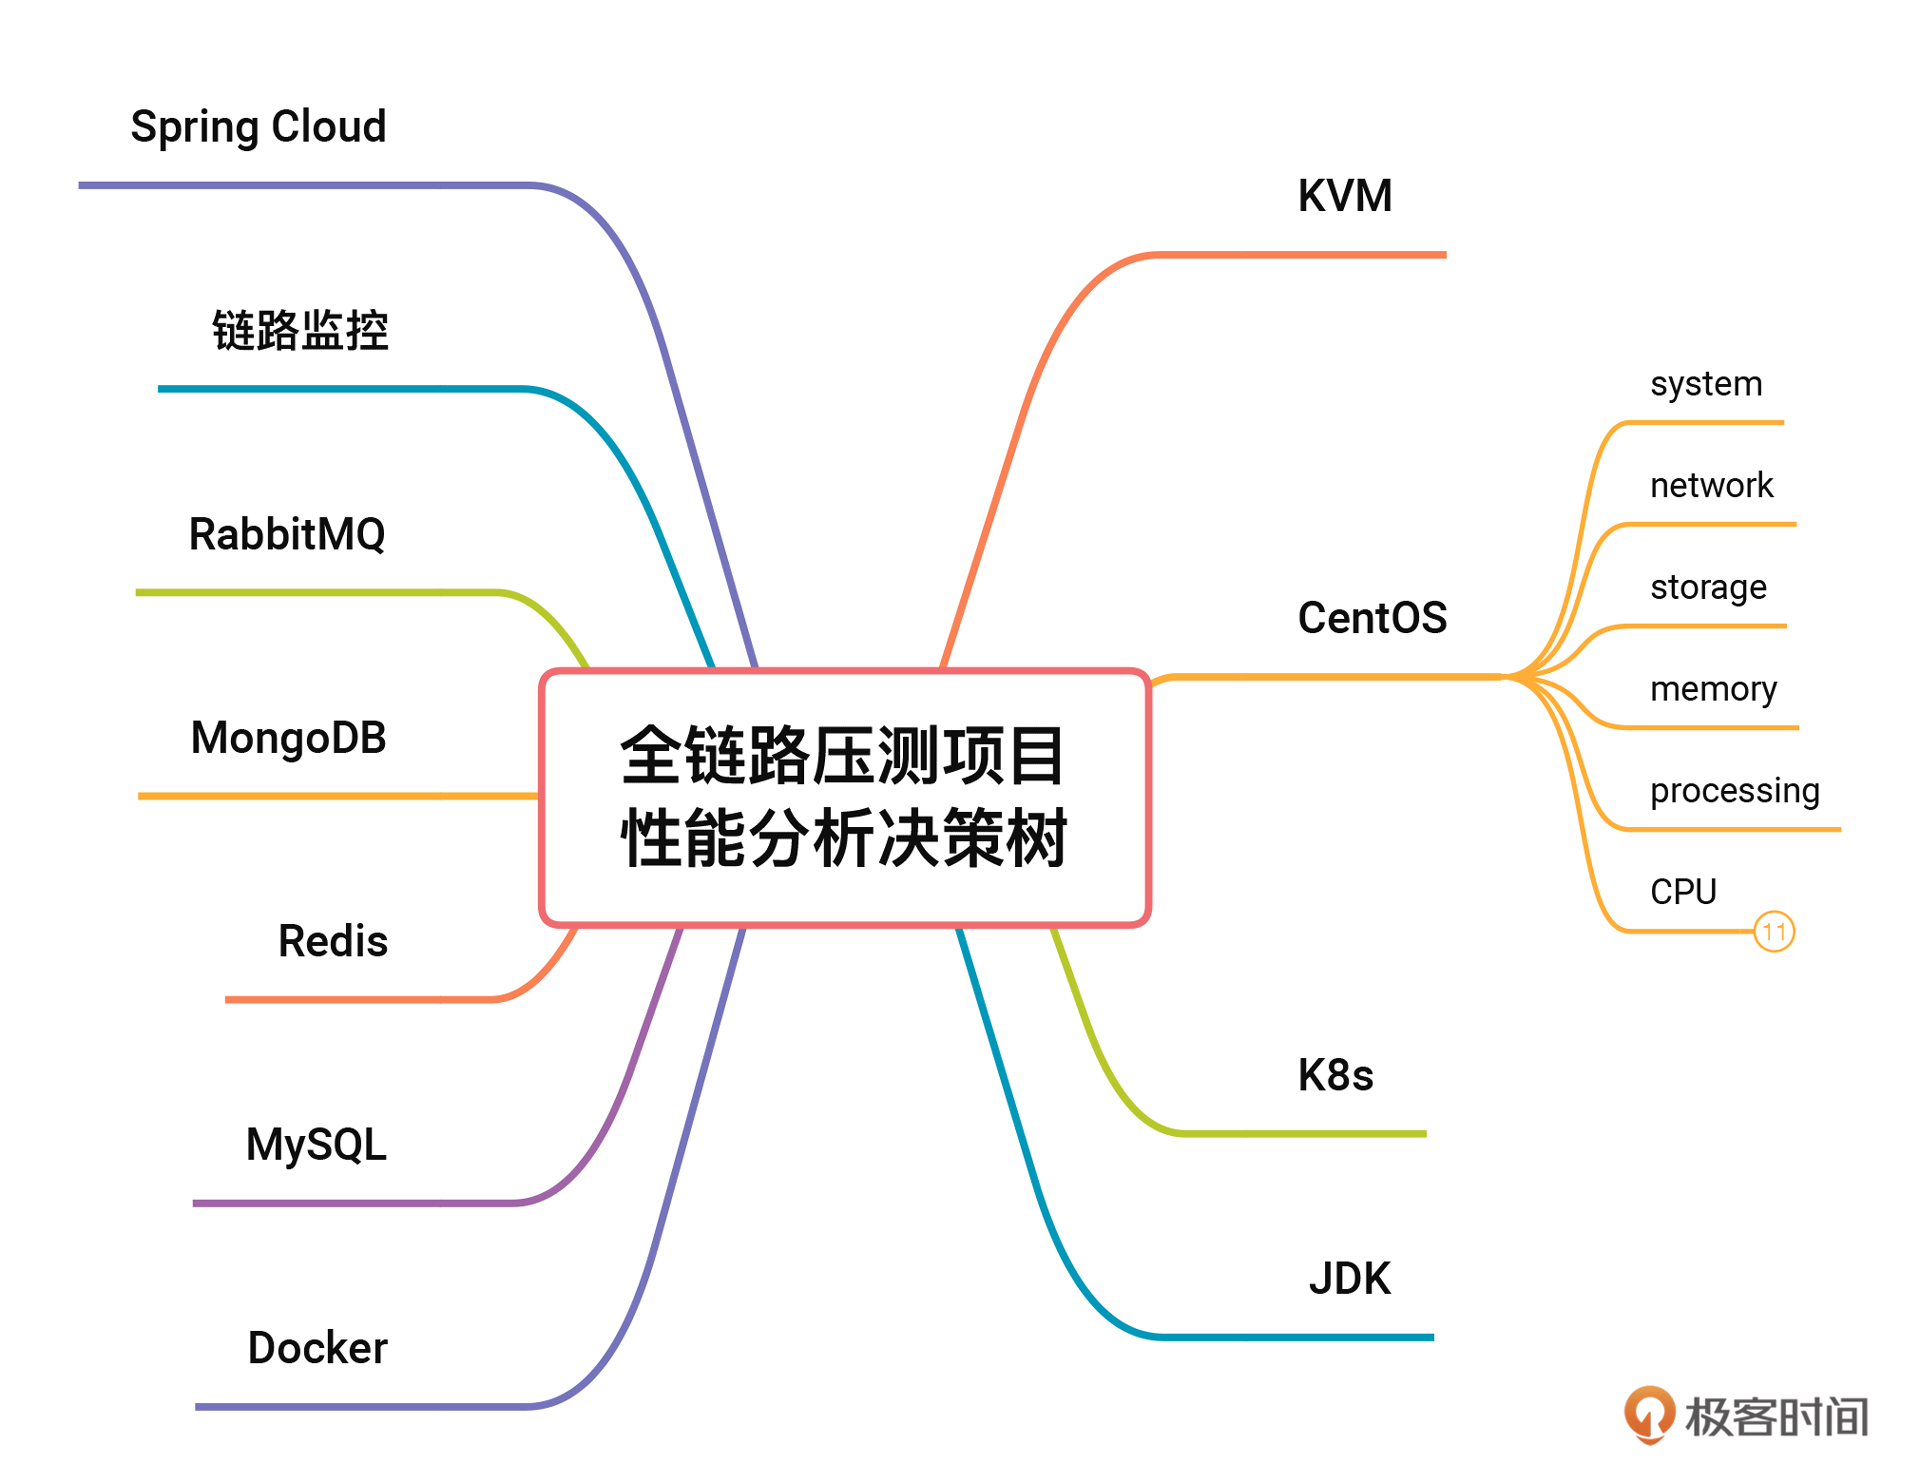 Spring Cloud
链路监控
RabbitMQ
MongoDB
Redis
MySQL
Docker
全链路压测项目
性能分析决策树
KVM
CentOS
system
network
storage
memory
processing
CPU
11
K8s
JDK
极客时间